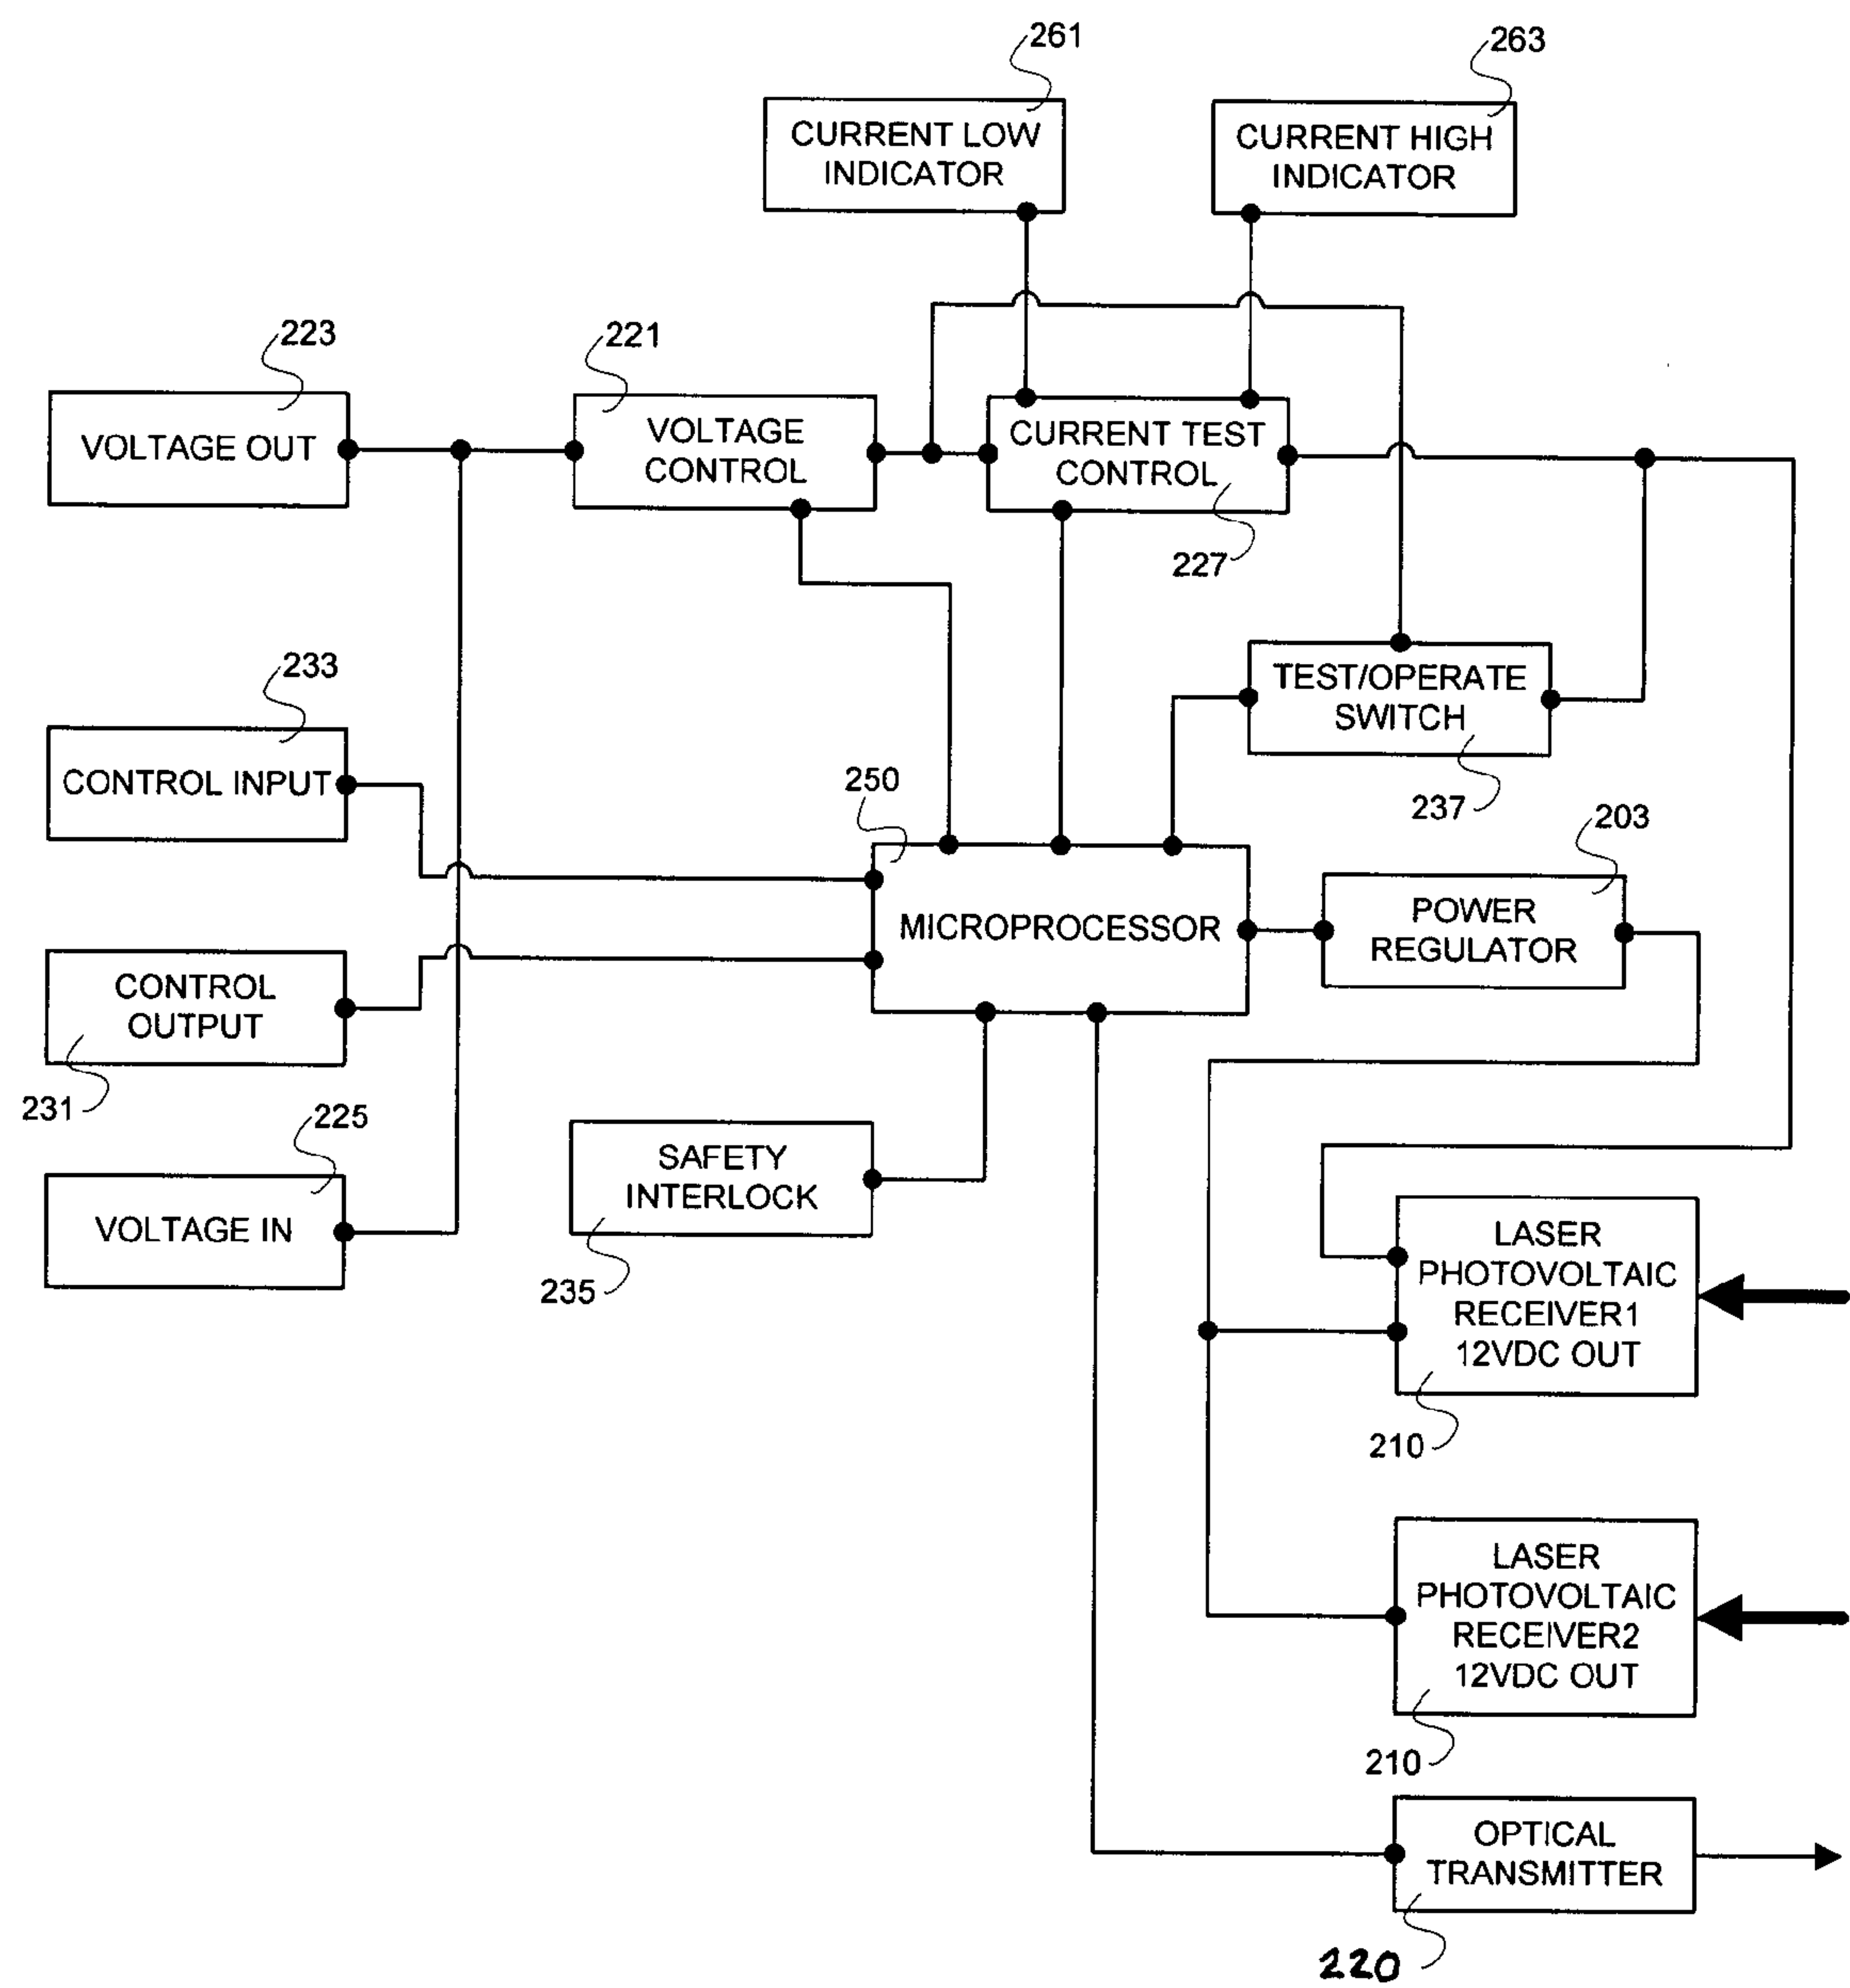 261
263
CURRENT LOW
INDICATOR
CURRENT HIGH
INDICATOR
223
221
VOLTAGE OUT
VOLTAGE
CONTROL
CURRENT TEST
CONTROL
227
233
CONTROL INPUT
TEST/OPERATE
SWITCH
237
250
203
MICROPROCESSOR
POWER
REGULATOR
CONTROL
OUTPUT
231
225
VOLTAGE IN
SAFETY
INTERLOCK
235
LASER
PHOTOVOLTAIC
RECEIVER1
12VDC OUT
210
LASER
PHOTOVOLTAIC
RECEIVER2
12VDC OUT
210
OPTICAL
TRANSMITTER
220